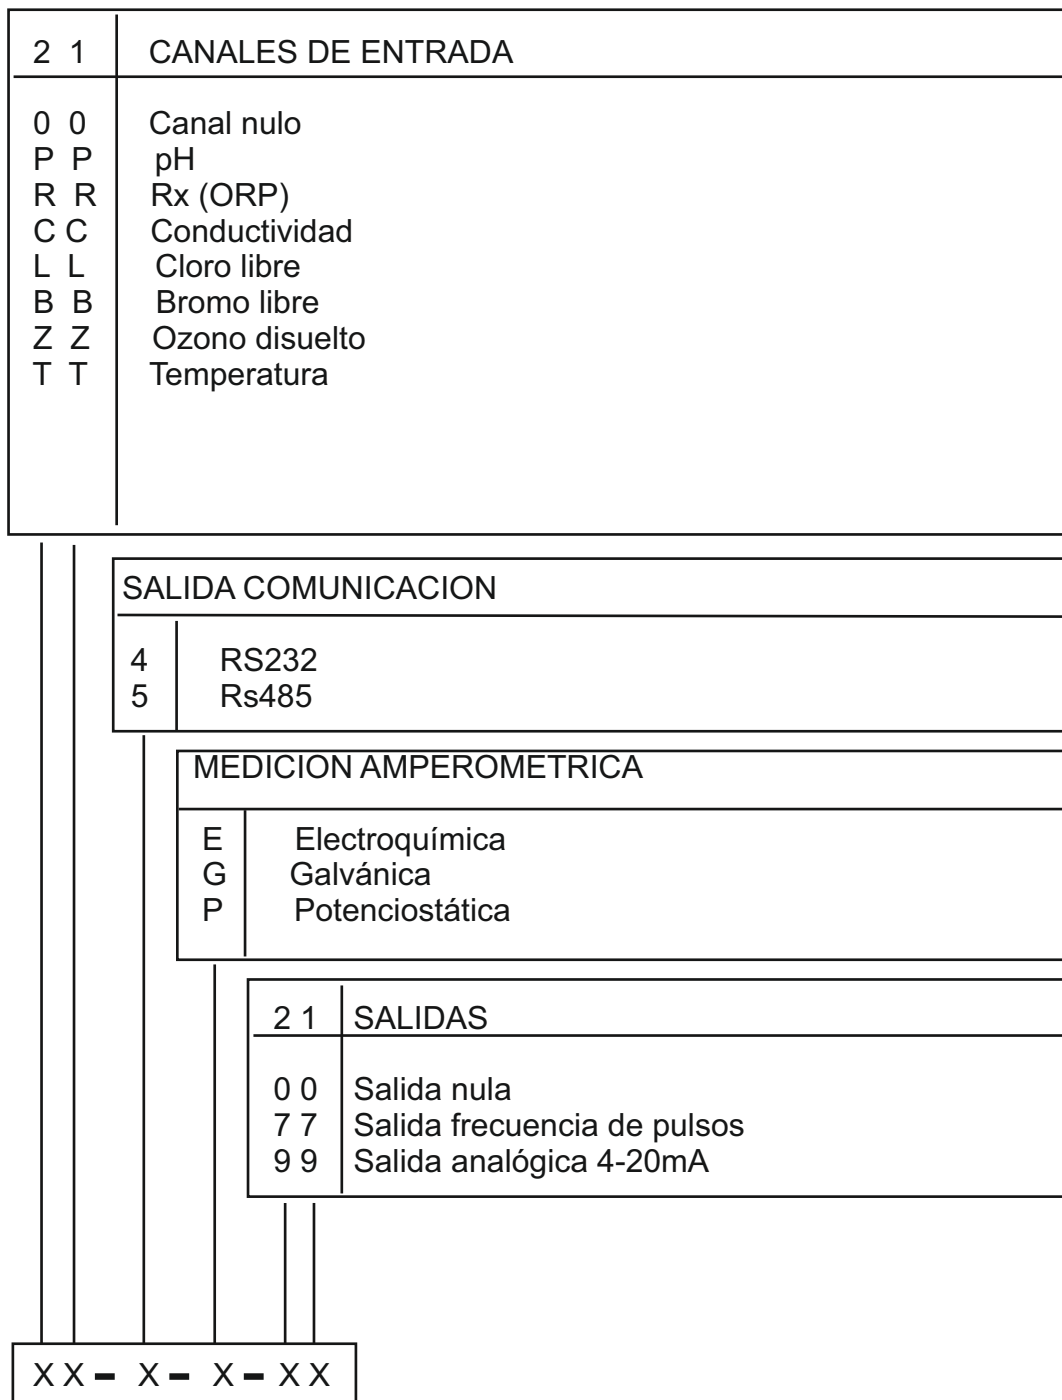 2 1 CANALES DE ENTRADA
0 0 Canal nulo
P P pH
R R Rx (ORP)
C C Conductividad
L L Cloro libre
B B Bromo libre
Z Z Ozono disuelto
T T Temperatura
SALIDA COMUNICACION
4 RS232
5 Rs485
MEDICION AMPEROMETRICA
E Electroquímica
G Galvánica
P Potenciostática
2 1 SALIDAS
0 0 Salida nula
7 7 Salida frecuencia de pulsos
9 9 Salida analógica 4-20mA
X X - X - X - X X